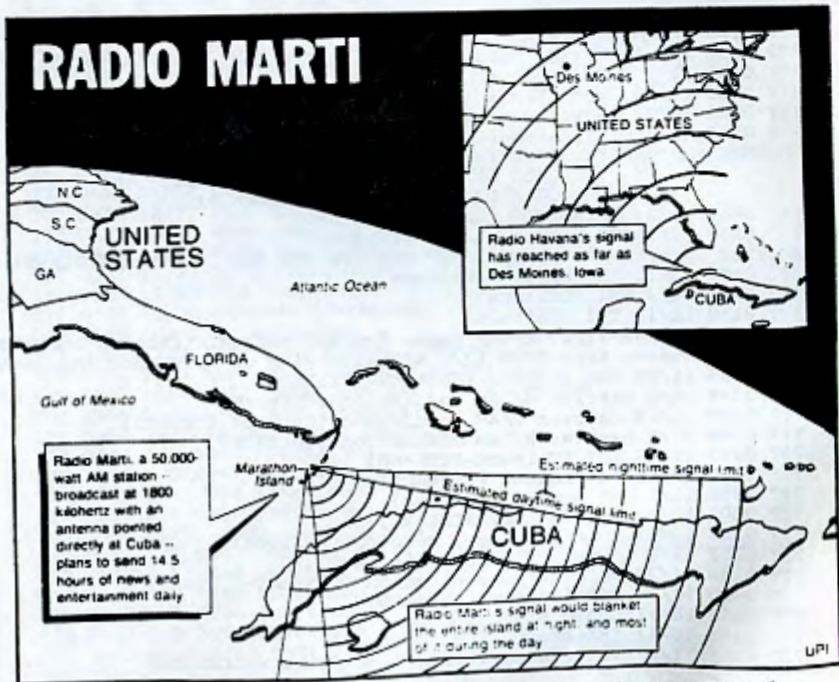 RADIO MARTI
Des Moines
UNITED STATES
Radio Havana's signal
has reached as far as
Des Moines, Iowa
CUBA
N C
S C
GA
UNITED
STATES
Atlantic Ocean
FLORIDA
Gulf of Mexico
Radio Marti, a 50,000-
watt AM station --
broadcast at 1800
kilohertz with an
antenna pointed
directly at Cuba --
plans to send 14.5
hours of news and
entertainment daily
Marathon
Island
Estimated nighttime signal limit
Estimated daytime signal limit
CUBA
Radio Marti's signal would blanket
the entire island at night, and most
of it during the day
UPI